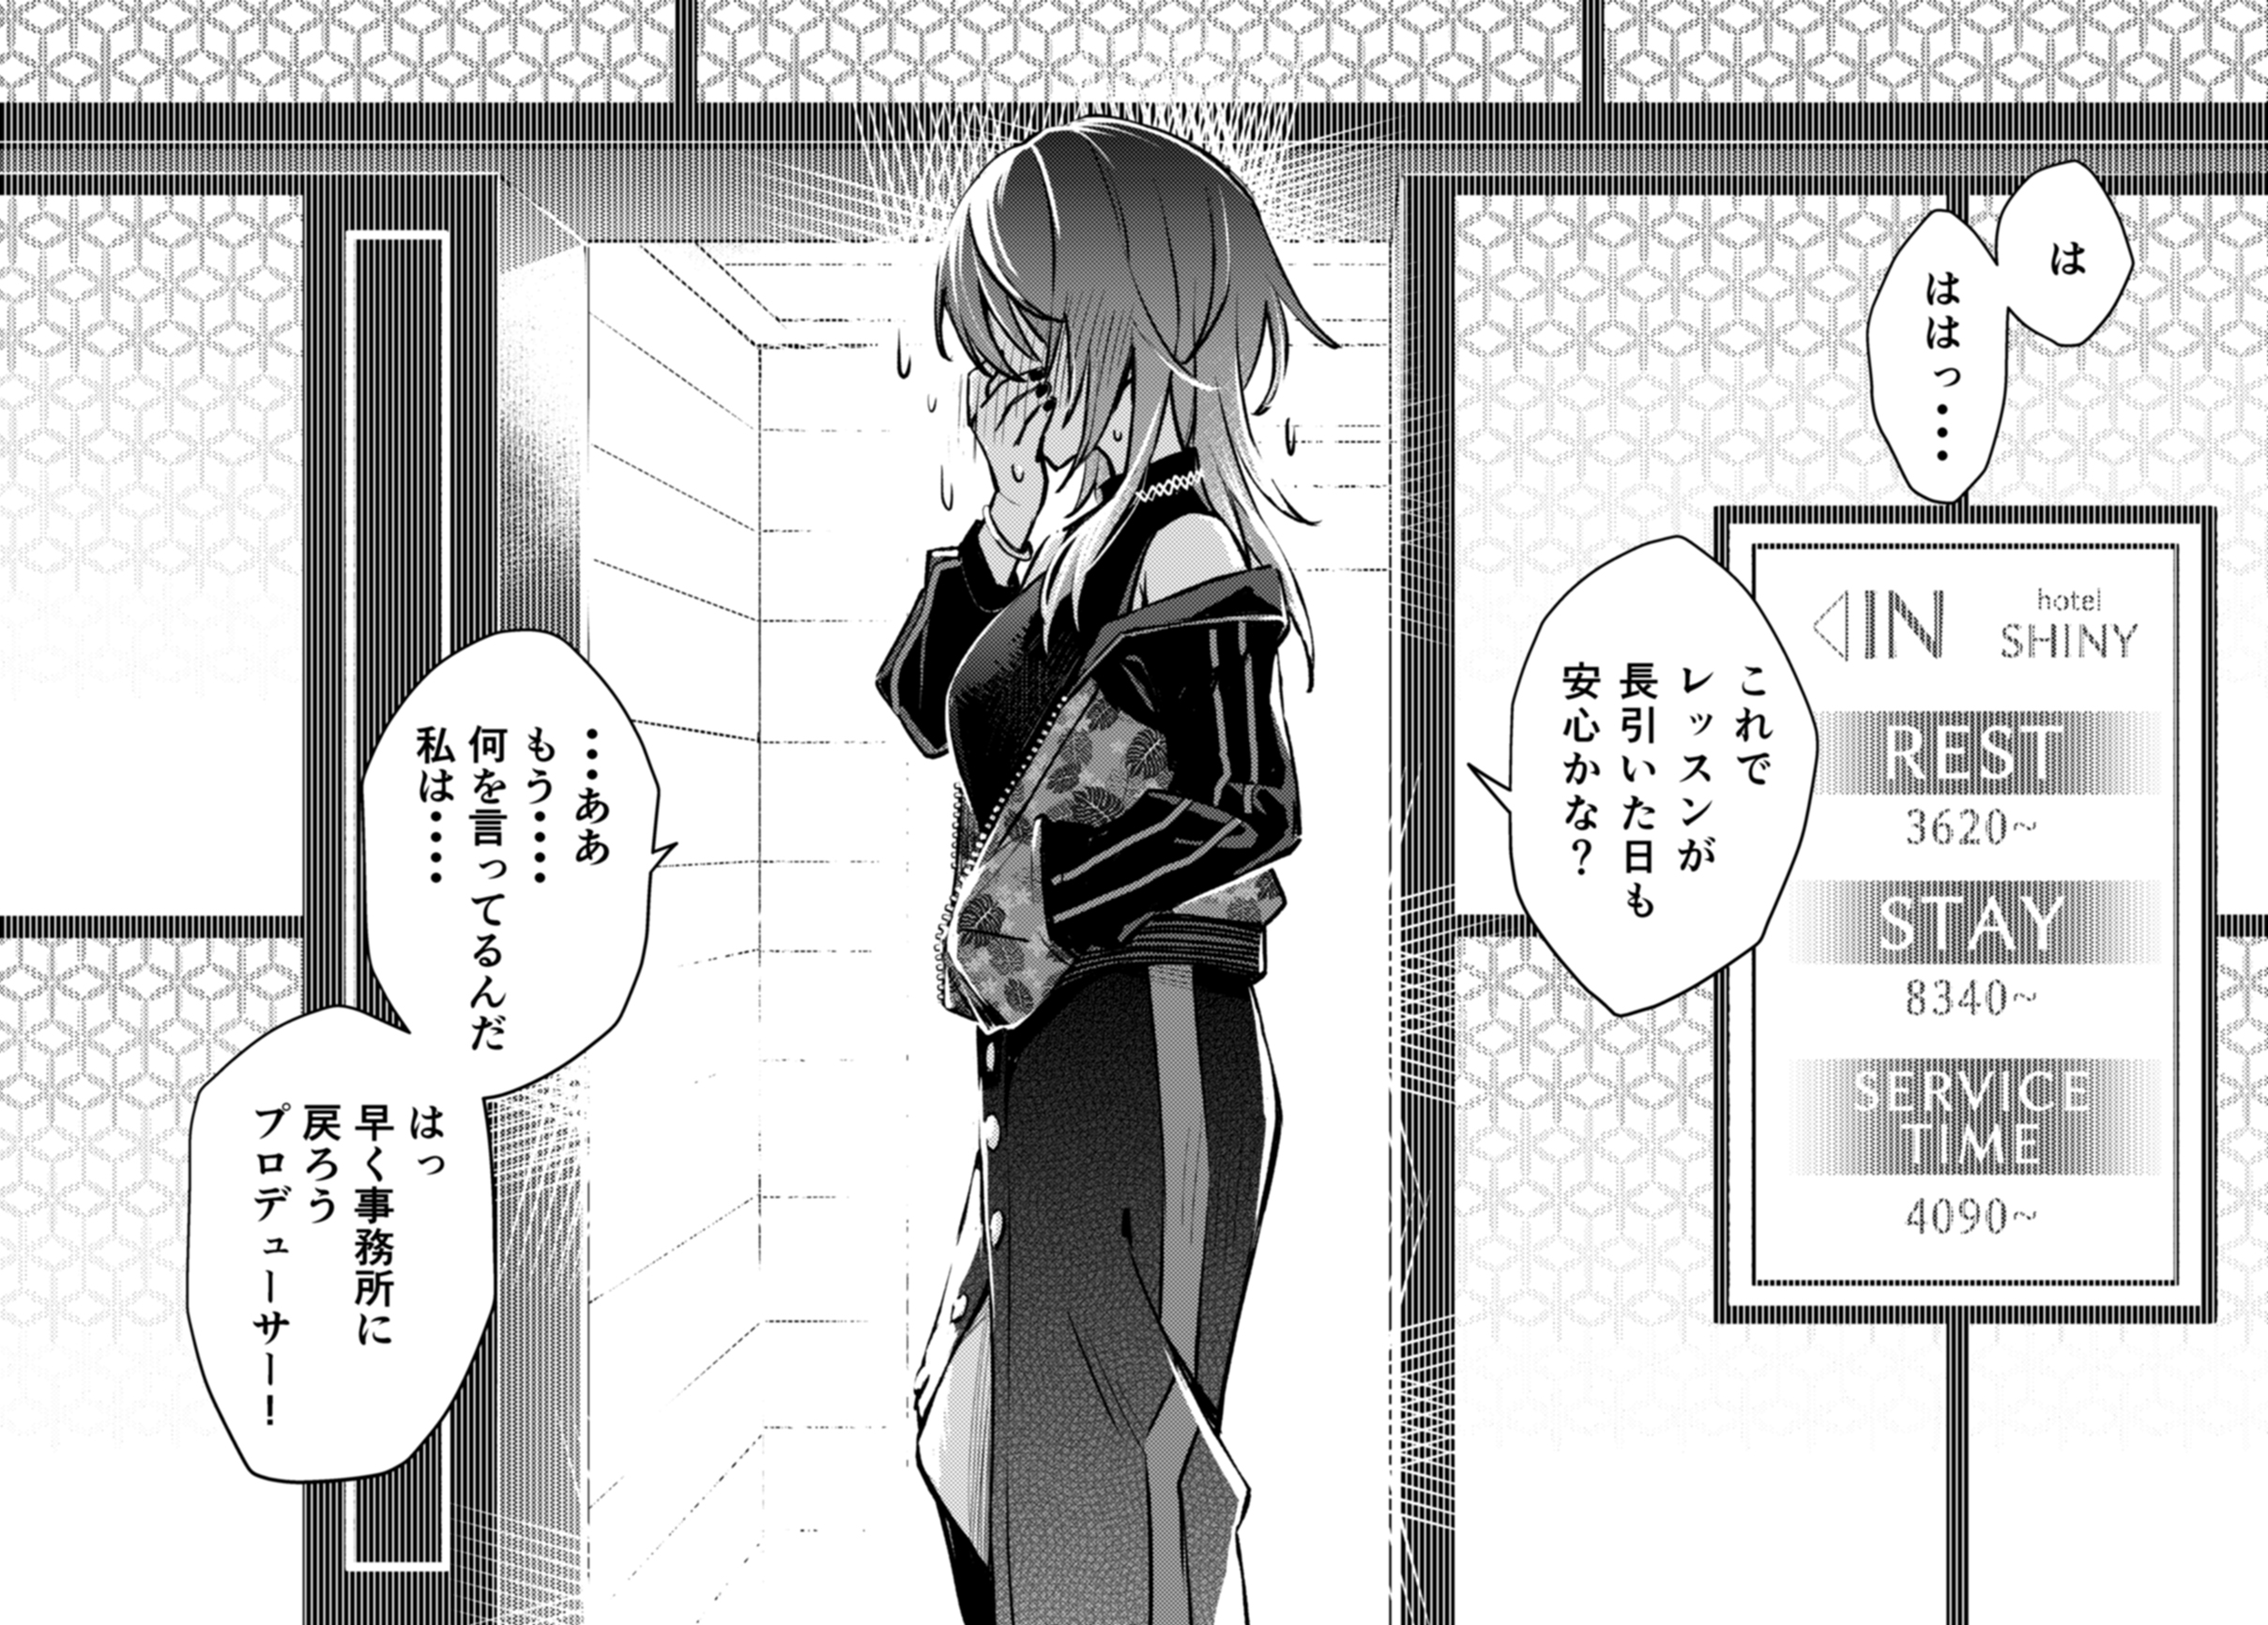 は
ははっ・・・
これで
レッスンが
長引いた日も
安心かな？
◁IN
hotel
SHINY
REST
3620~
STAY
8340~
SERVICE
TIME
4090~
・・・ああ
もう・・・・
何を言ってるんだ
私は・・・・
はっ
早く事務所に
戻ろう
プロデューサー！